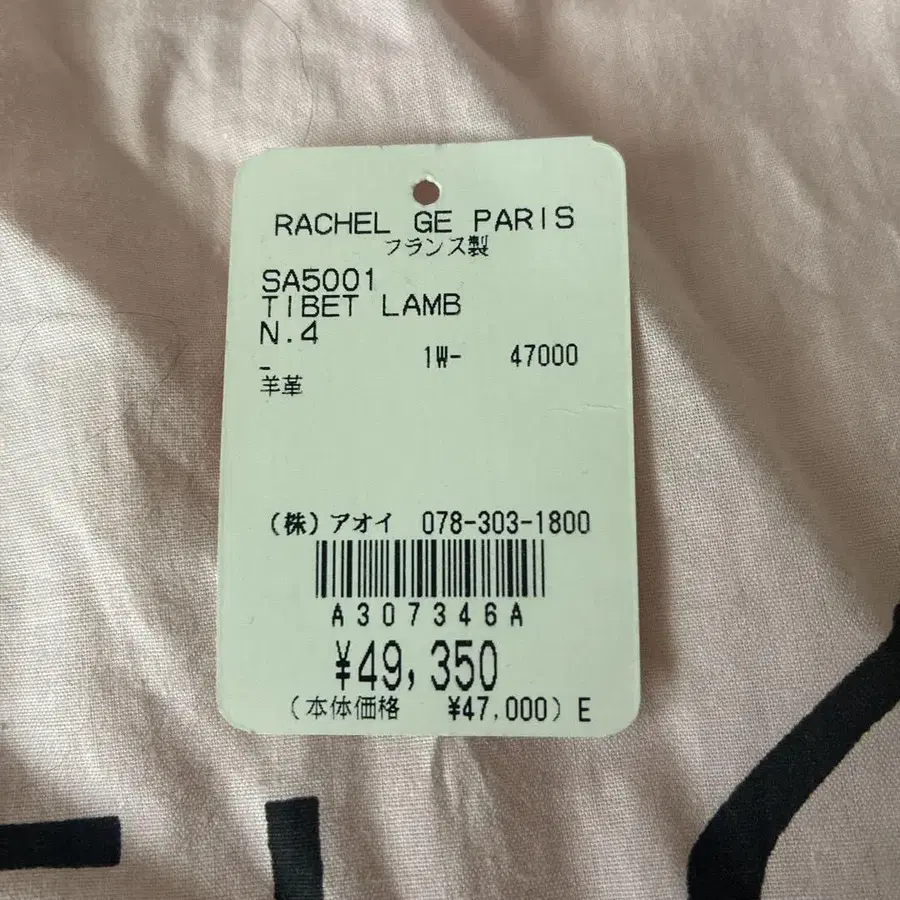 RACHEL GE PARIS
フランス製
SA5001
TIBET LAMB
N.4
- 1W- 47000
羊革
(株)アオイ 078-303-1800
A307346A
¥49,350
(本体価格 ¥47,000) E